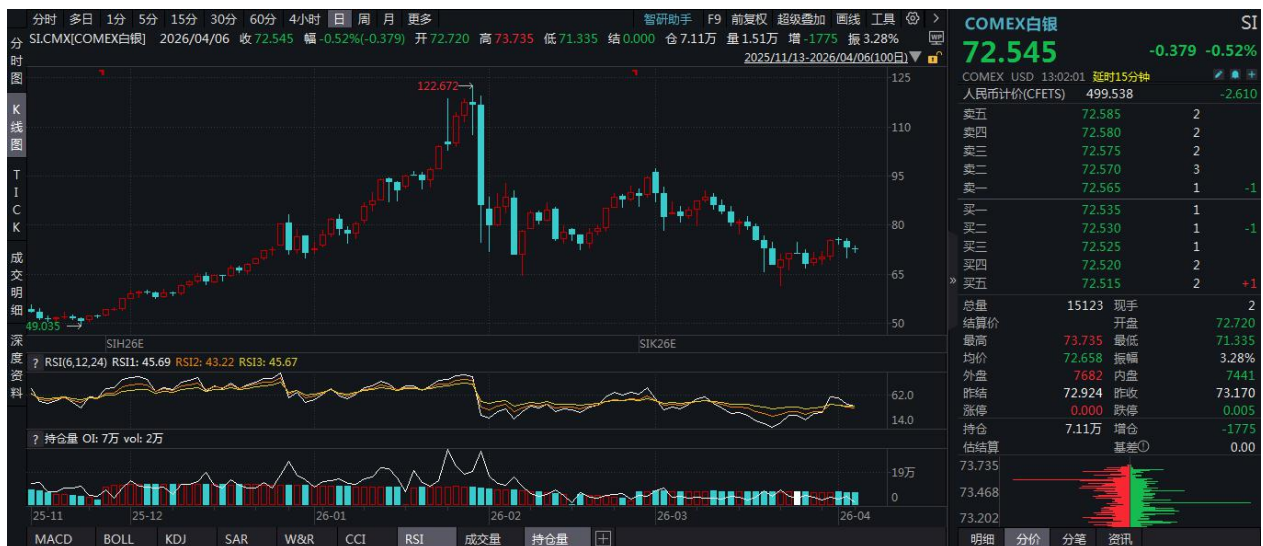 分时 多日 1分 5分 15分 30分 60分 4小时 日 周 月 更多 智研助手 F9 前复权 超级叠加 画线 工具
SI.CMX[COMEX白银] 2026/04/06 收72.545 幅-0.52%(-0.379) 开72.720 高73.735 低71.335 结0.000 仓7.11万 量1.51万 增-1775 振3.28%
2025/11/13-2026/04/06(100日)
分时图
K线图
TICK
成交明细
深度资料
122.672
49.035
125
110
95
80
65
50
SIH26E SIK26E
? RSI(6,12,24) RSI1: 45.69 RSI2: 43.22 RSI3: 45.67
62.0
14.0
? 持仓量 OI: 7万 vol: 2万
19万
0
25-11 25-12 26-01 26-02 26-03 26-04
MACD BOLL KDJ SAR W&R CCI RSI 成交量 持仓量
COMEX白银 SI
72.545 -0.379 -0.52%
COMEX USD 13:02:01 延时15分钟
人民币计价(CFETS) 499.538 -2.610
卖五 72.585 2
卖四 72.580 2
卖三 72.575 2
卖二 72.570 3
卖一 72.565 1 -1
买一 72.535 1
买二 72.530 1 -1
买三 72.525 1
买四 72.520 2
买五 72.515 2 +1
总量 15123 现手 2
结算价 开盘 72.720
最高 73.735 最低 71.335
均价 72.658 振幅 3.28%
外盘 7682 内盘 7441
昨结 72.924 昨收 73.170
涨停 0.000 跌停 0.005
持仓 7.11万 增仓 -1775
估结算 基差 0.00
73.735
73.468
73.202
明细 分价 分笔 资讯